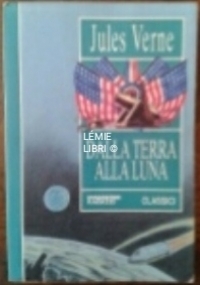 Jules Verne
LEMIE
LIBRI ©
DALLA TERRA
ALLA LUNA
CLASSICI